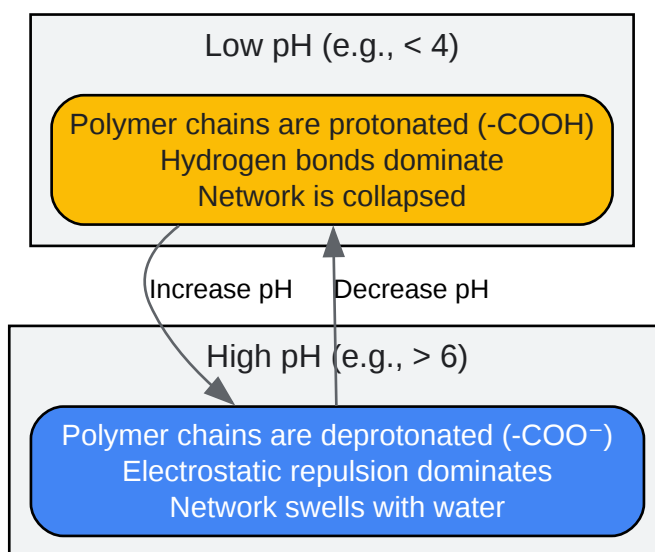 Low pH (e.g., < 4)
Polymer chains are protonated (-COOH)
Hydrogen bonds dominate
Network is collapsed
Increase pH
Decrease pH
High pH (e.g., > 6)
Polymer chains are deprotonated (-COO⁻)
Electrostatic repulsion dominates
Network swells with water